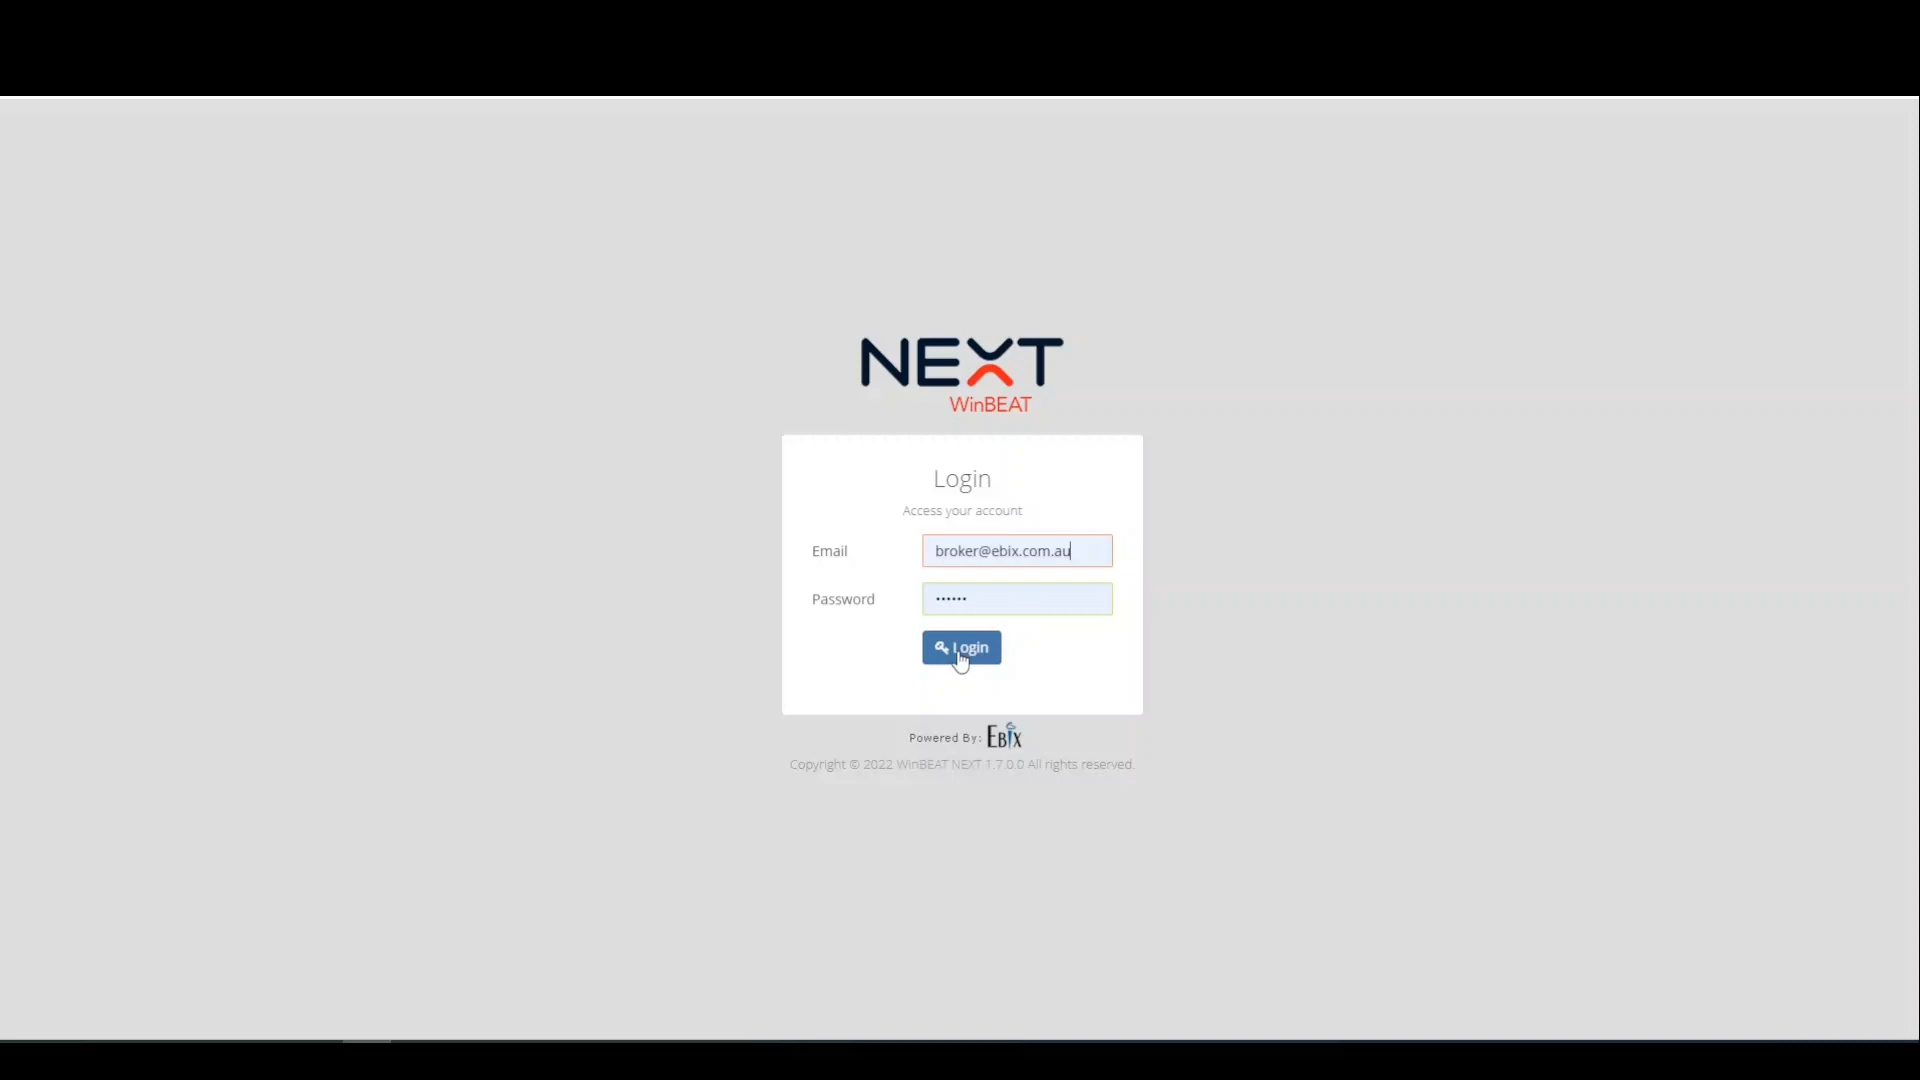 NEXT
WinBEAT
Login
Access your account
Email broker@ebix.com.au
Password ••••••
Login
Powered By: EBIX
Copyright © 2022 WinBEAT NEXT 1.7.0.0 All rights reserved.